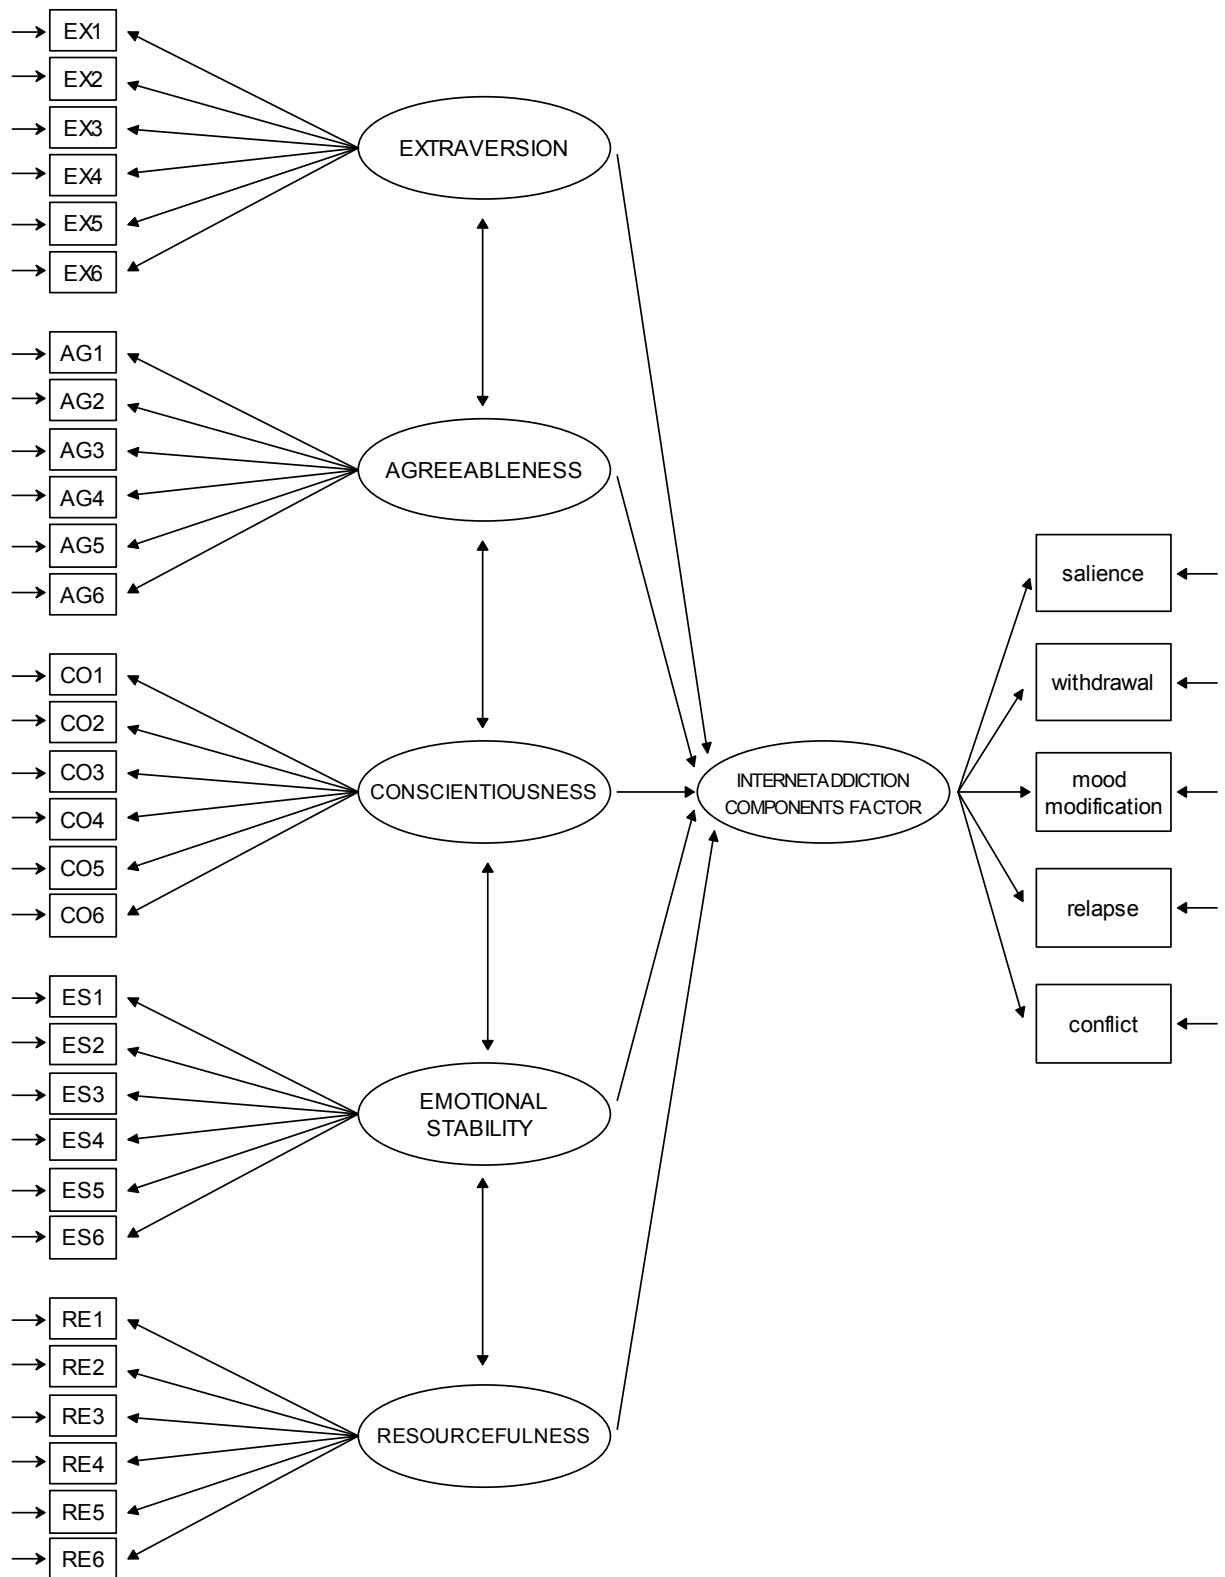 EX1
EX2
EX3
EX4
EX5
EX6
EXTRAVERSION
AG1
AG2
AG3
AG4
AG5
AG6
AGREEABLENESS
CO1
CO2
CO3
CO4
CO5
CO6
CONSCIENTIOUSNESS
ES1
ES2
ES3
ES4
ES5
ES6
EMOTIONAL
STABILITY
RE1
RE2
RE3
RE4
RE5
RE6
RESOURCEFULNESS
INTERNET ADDICTION
COMPONENTS FACTOR
salience
withdrawal
mood
modification
relapse
conflict